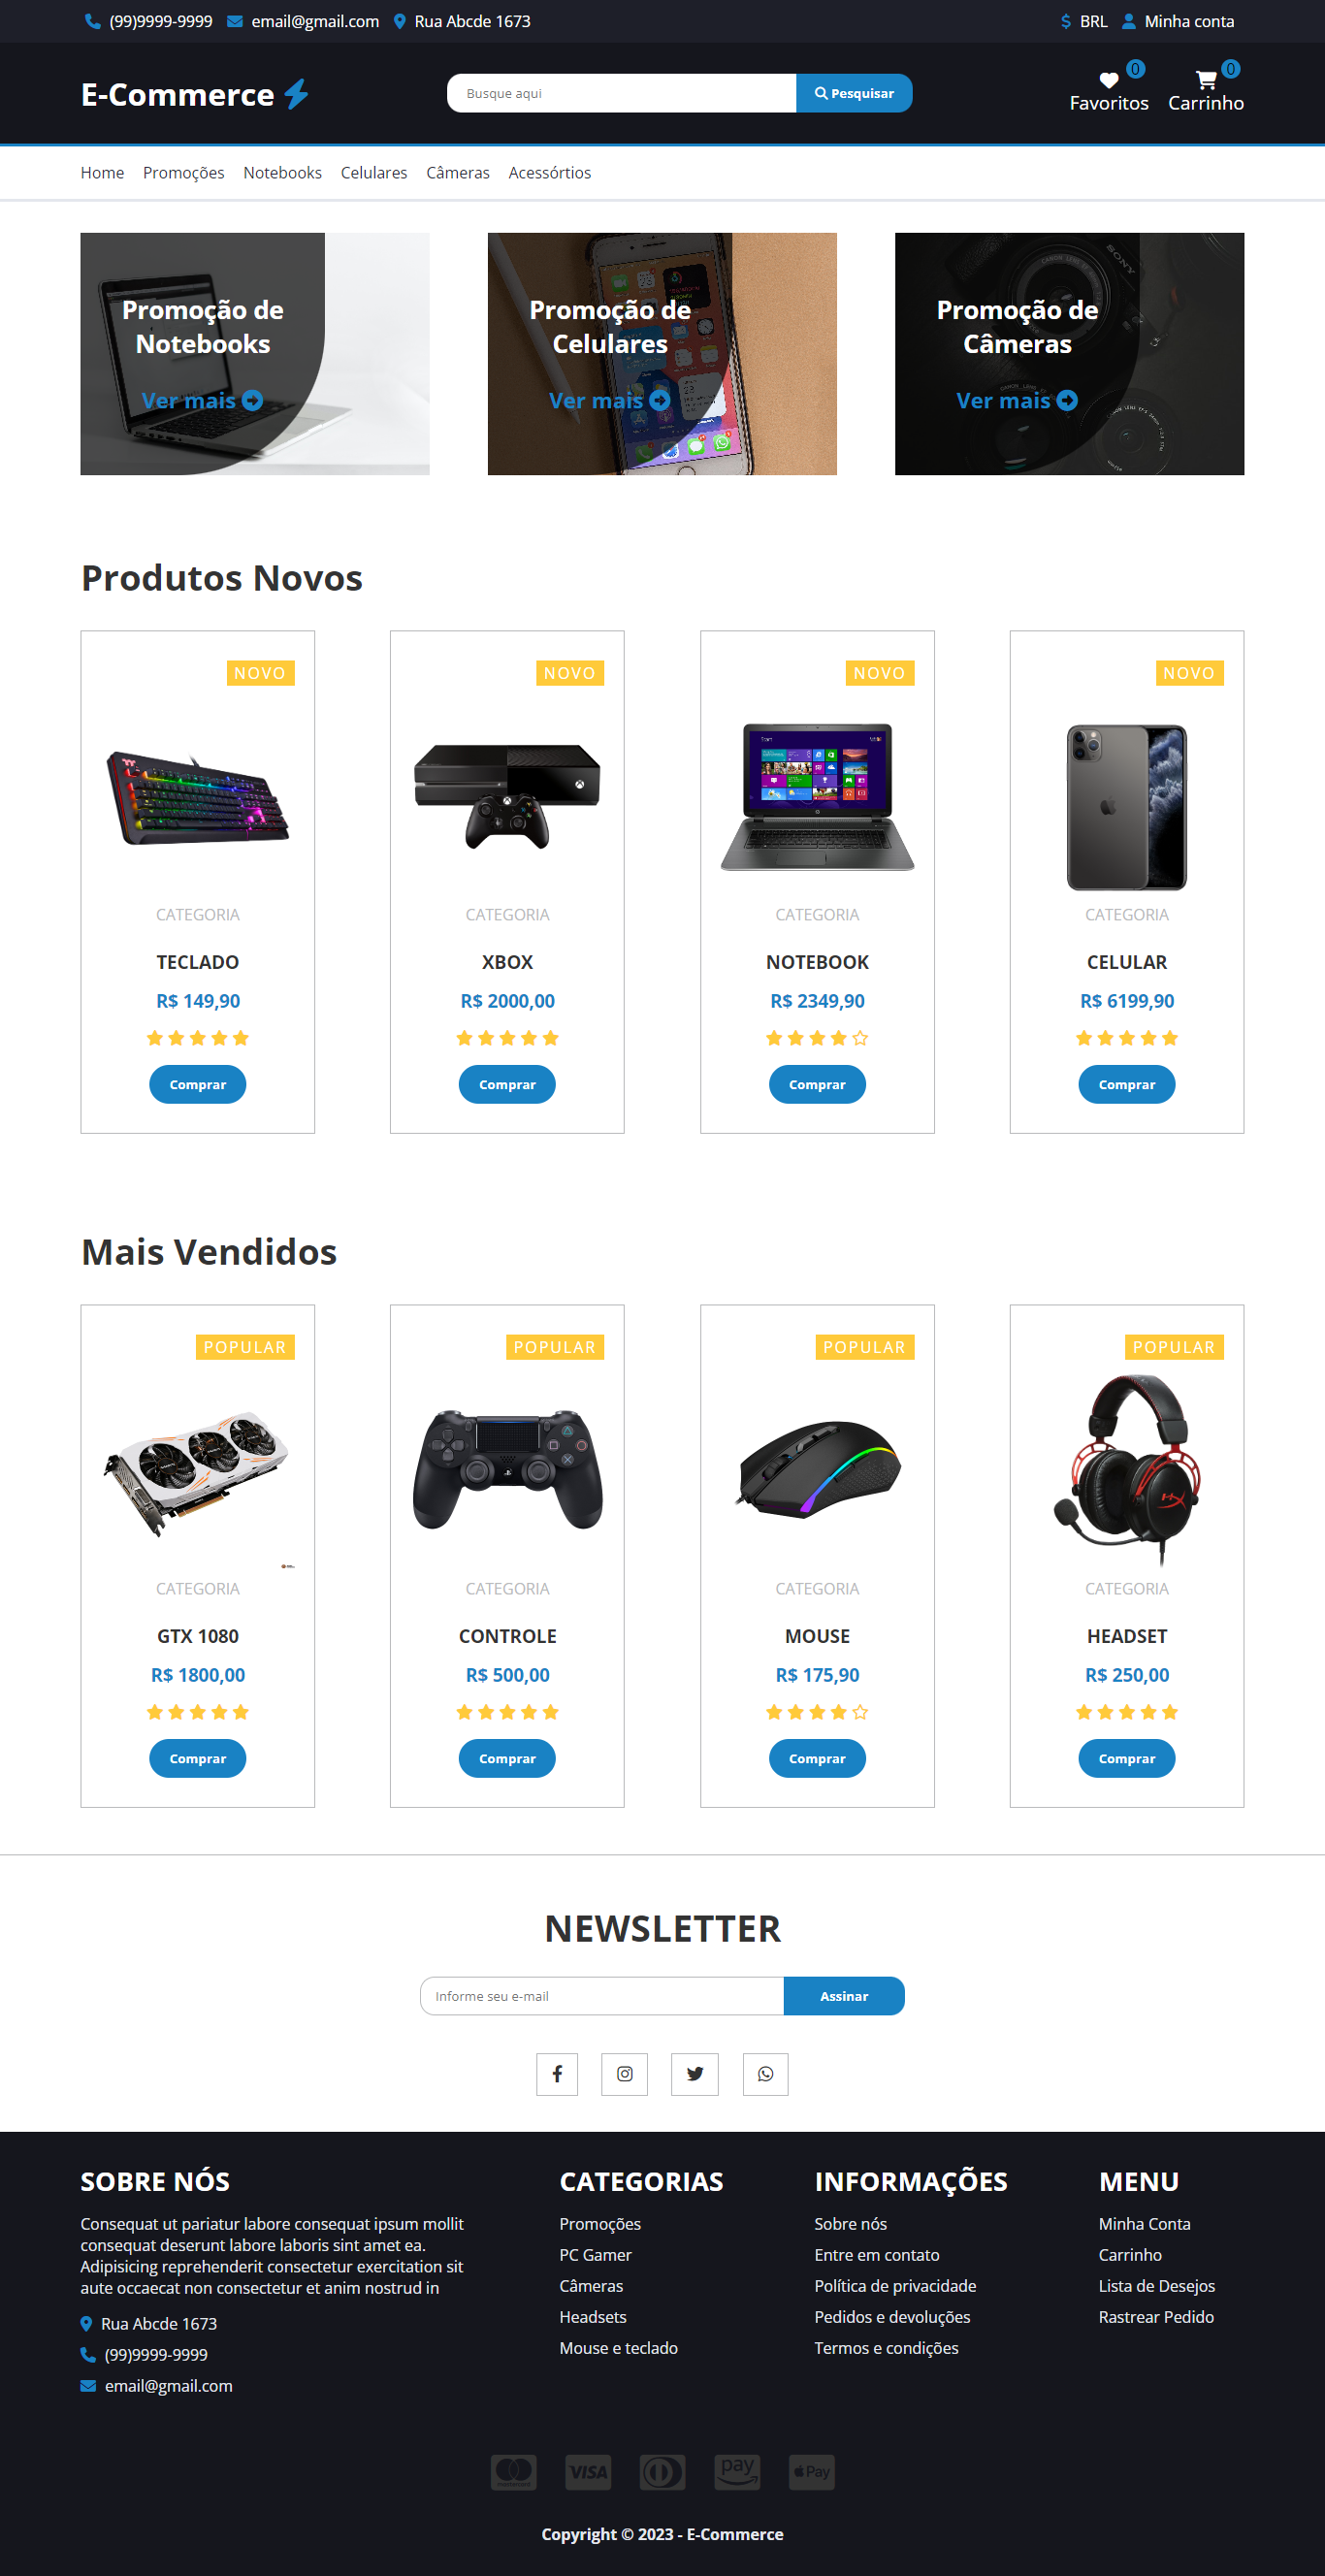 (99)9999-9999 email@gmail.com Rua Abcde 1673 BRL Minha conta
E-Commerce
Busque aqui Pesquisar
0 0
Favoritos Carrinho
Home Promoções Notebooks Celulares Câmeras Acessórtios
Promoção de
Notebooks
Ver mais
Promoção de
Celulares
Ver mais
SONY
Promoção de
Câmeras
Ver mais
Produtos Novos
NOVO NOVO NOVO NOVO
Start
CATEGORIA CATEGORIA CATEGORIA CATEGORIA
TECLADO XBOX NOTEBOOK CELULAR
R$ 149,90 R$ 2000,00 R$ 2349,90 R$ 6199,90
Comprar Comprar Comprar Comprar
Mais Vendidos
POPULAR POPULAR POPULAR POPULAR
HX
CATEGORIA CATEGORIA CATEGORIA CATEGORIA
GTX 1080 CONTROLE MOUSE HEADSET
R$ 1800,00 R$ 500,00 R$ 175,90 R$ 250,00
Comprar Comprar Comprar Comprar
NEWSLETTER
Informe seu e-mail Assinar
SOBRE NÓS
Consequat ut pariatur labore consequat ipsum mollit
consequat deserunt labore laboris sint amet ea.
Adipisicing reprehenderit consectetur exercitation sit
aute occaecat non consectetur et anim nostrud in
Rua Abcde 1673
(99)9999-9999
email@gmail.com
CATEGORIAS
Promoções
PC Gamer
Câmeras
Headsets
Mouse e teclado
INFORMAÇÕES
Sobre nós
Entre em contato
Política de privacidade
Pedidos e devoluções
Termos e condições
MENU
Minha Conta
Carrinho
Lista de Desejos
Rastrear Pedido
mastercard VISA pay Pay
Copyright © 2023 - E-Commerce